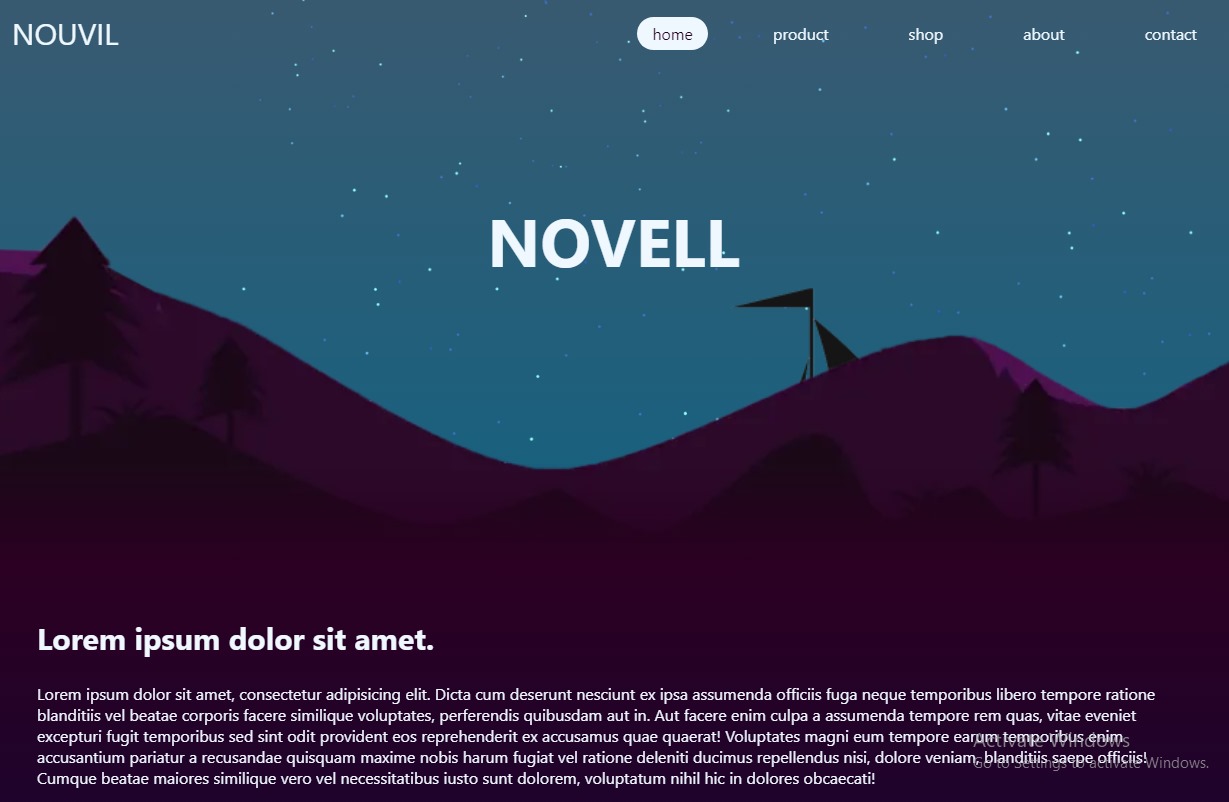 NOUVIL
home product shop about contact
NOVELL
Lorem ipsum dolor sit amet.
Lorem ipsum dolor sit amet, consectetur adipisicing elit. Dicta cum deserunt nesciunt ex ipsa assumenda officiis fuga neque temporibus libero tempore ratione
blanditiis vel beatae corporis facere similique voluptates, perferendis quibusdam aut in. Aut facere enim culpa a assumenda tempore rem quas, vitae eveniet
excepturi fugit temporibus sed sint odit provident eos reprehenderit ex accusamus quae quaerat! Voluptates magni eum tempore earum temporibus enim
accusantium pariatur a recusandae quisquam maxime nobis harum fugiat vel ratione deleniti ducimus repellendus nisi, dolore veniam, blanditiis saepe officiis!
Cumque beatae maiores similique vero vel necessitatibus iusto sunt dolorem, voluptatum nihil hic in dolores obcaecati!
Activate Windows
Go to Settings to activate Windows.